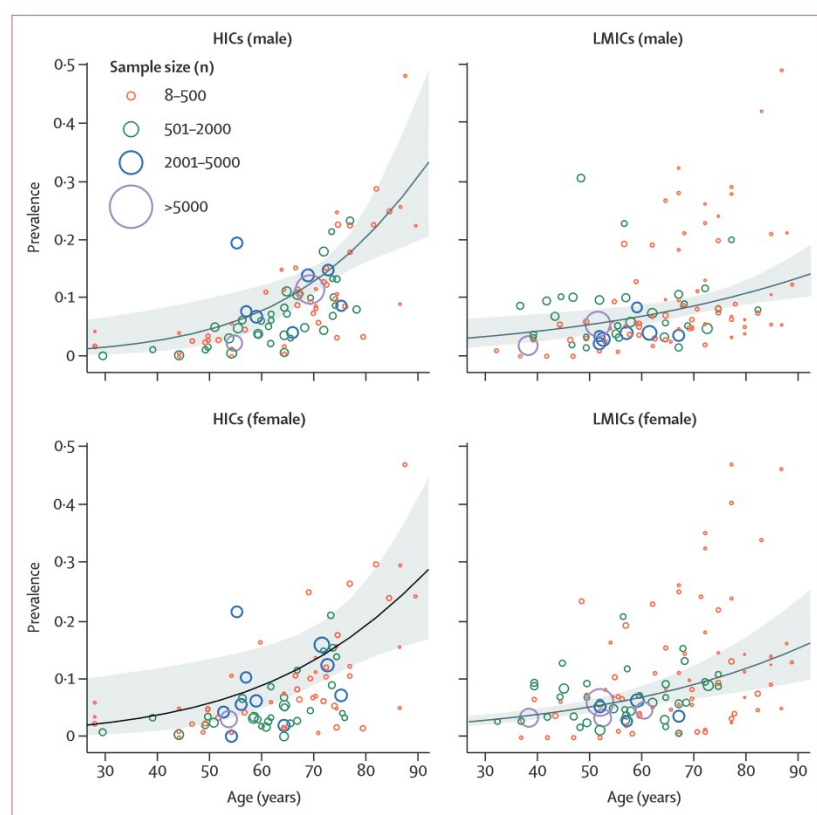 HICs (male)
LMICs (male)
0·5
0·4
0·3
0·2
0·1
0
Prevalence
Sample size (n)
8–500
501–2000
2001–5000
>5000
HICs (female)
LMICs (female)
0·5
0·4
0·3
0·2
0·1
0
Prevalence
30 40 50 60 70 80 90
30 40 50 60 70 80 90
Age (years)
Age (years)